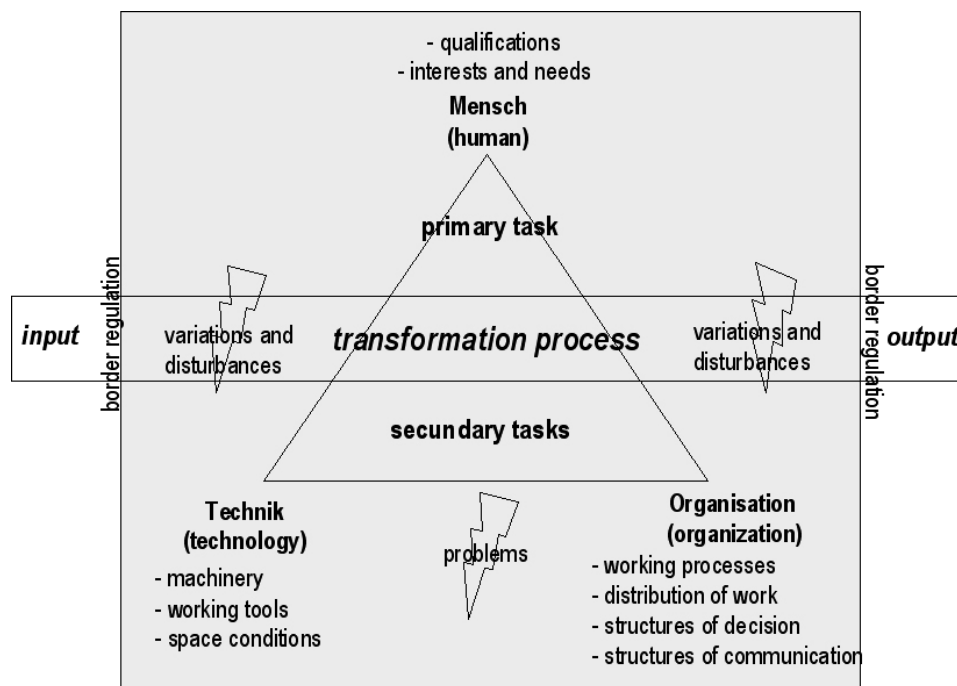 - qualifications
- interests and needs
Mensch
(human)
primary task
border regulation
border regulation
input
variations and
disturbances
transformation process
variations and
disturbances
output
secundary tasks
Technik
(technology)
- machinery
- working tools
- space conditions
problems
Organisation
(organization)
- working processes
- distribution of work
- structures of decision
- structures of communication